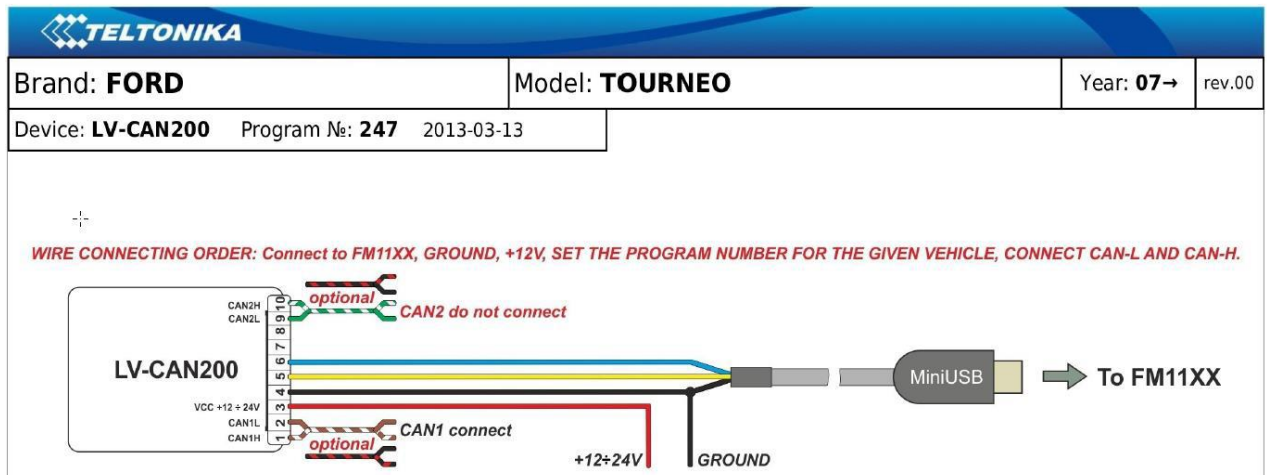 TELTONIKA
Brand: FORD Model: TOURNEO Year: 07→ rev.00
Device: LV-CAN200 Program №: 247 2013-03-13
WIRE CONNECTING ORDER: Connect to FM11XX, GROUND, +12V, SET THE PROGRAM NUMBER FOR THE GIVEN VEHICLE, CONNECT CAN-L AND CAN-H.
optional
CAN2H 10
CAN2L 9
CAN2 do not connect
8
7
6
5
4
LV-CAN200
MiniUSB
To FM11XX
VCC +12 ÷ 24V 3
CAN1L 2
CAN1H 1
CAN1 connect
optional
+12÷24V
GROUND